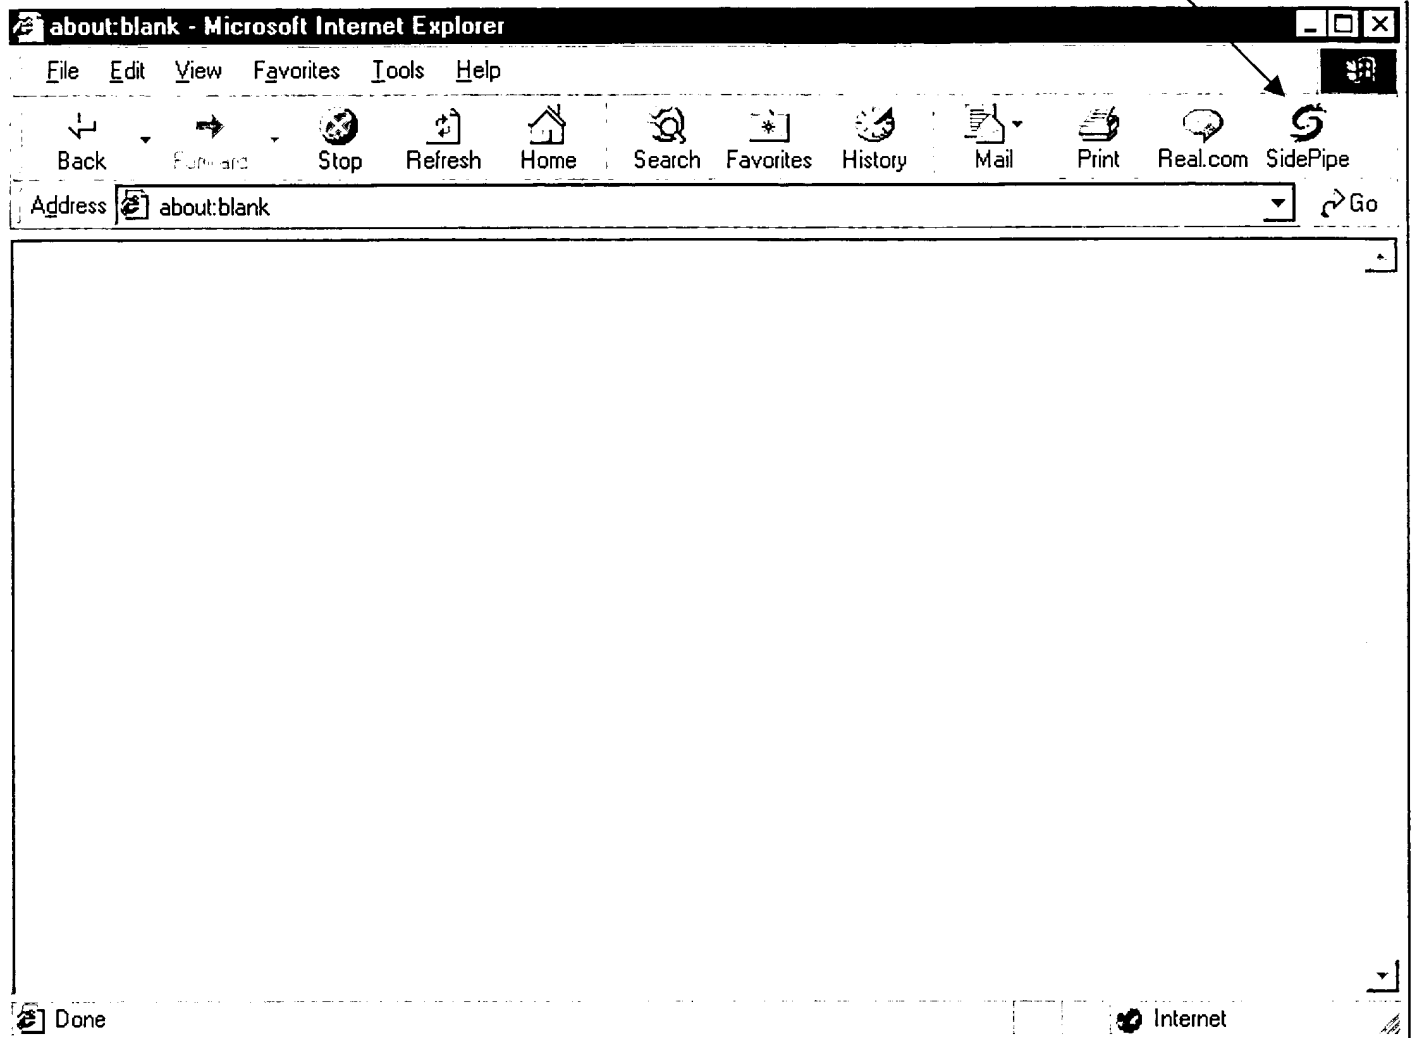 about:blank - Microsoft Internet Explorer
File Edit View Favorites Tools Help
Back Forward Stop Refresh Home Search Favorites History Mail Print Real.com SidePipe
Address about:blank Go
Done Internet